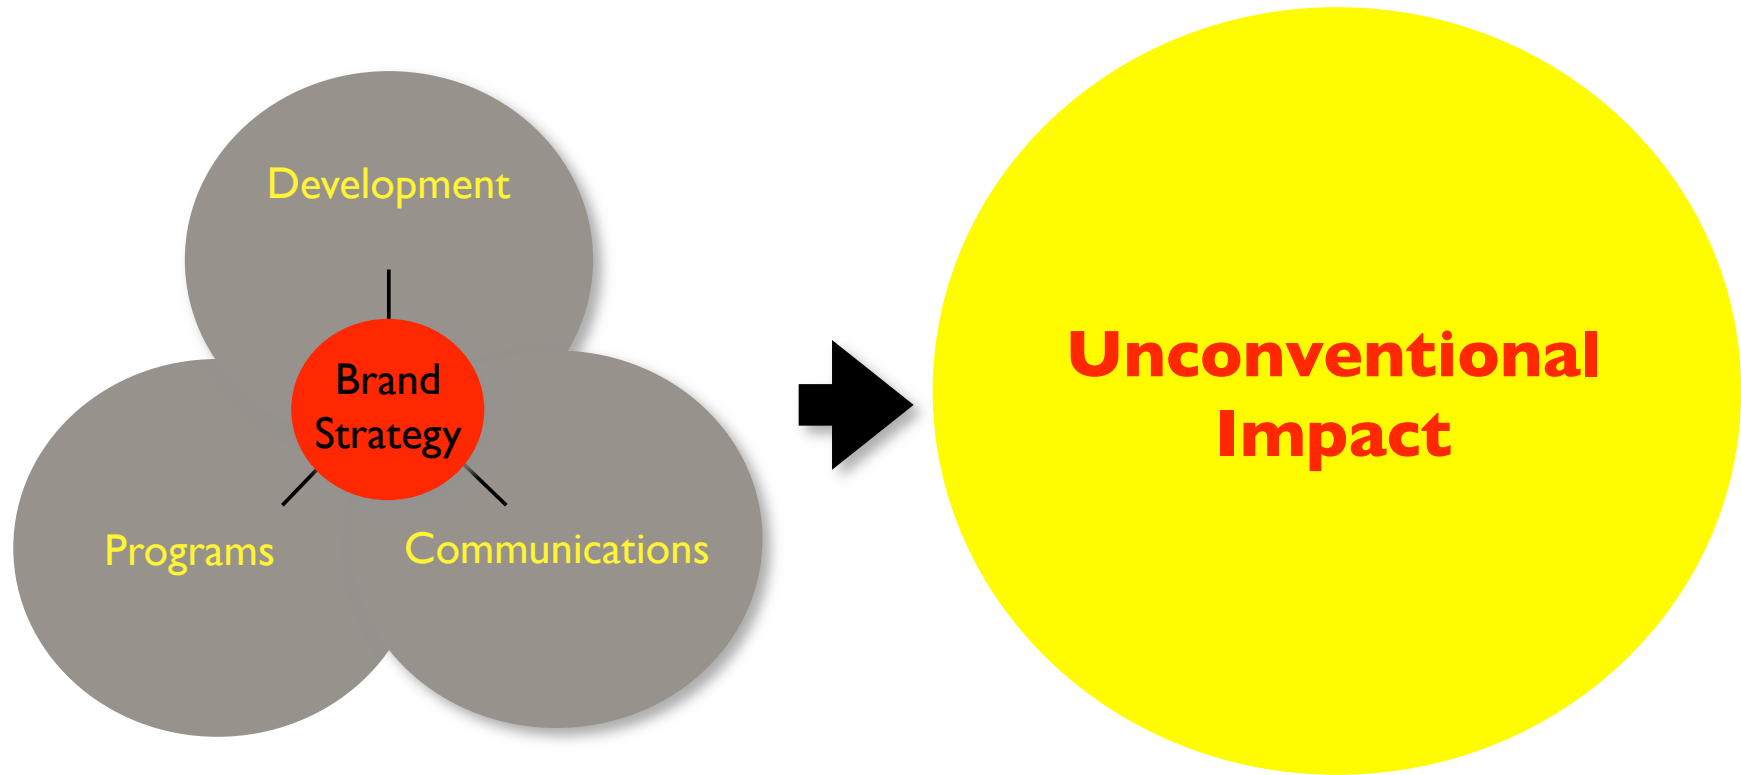 Development
Brand
Strategy
Programs
Communications
Unconventional
Impact